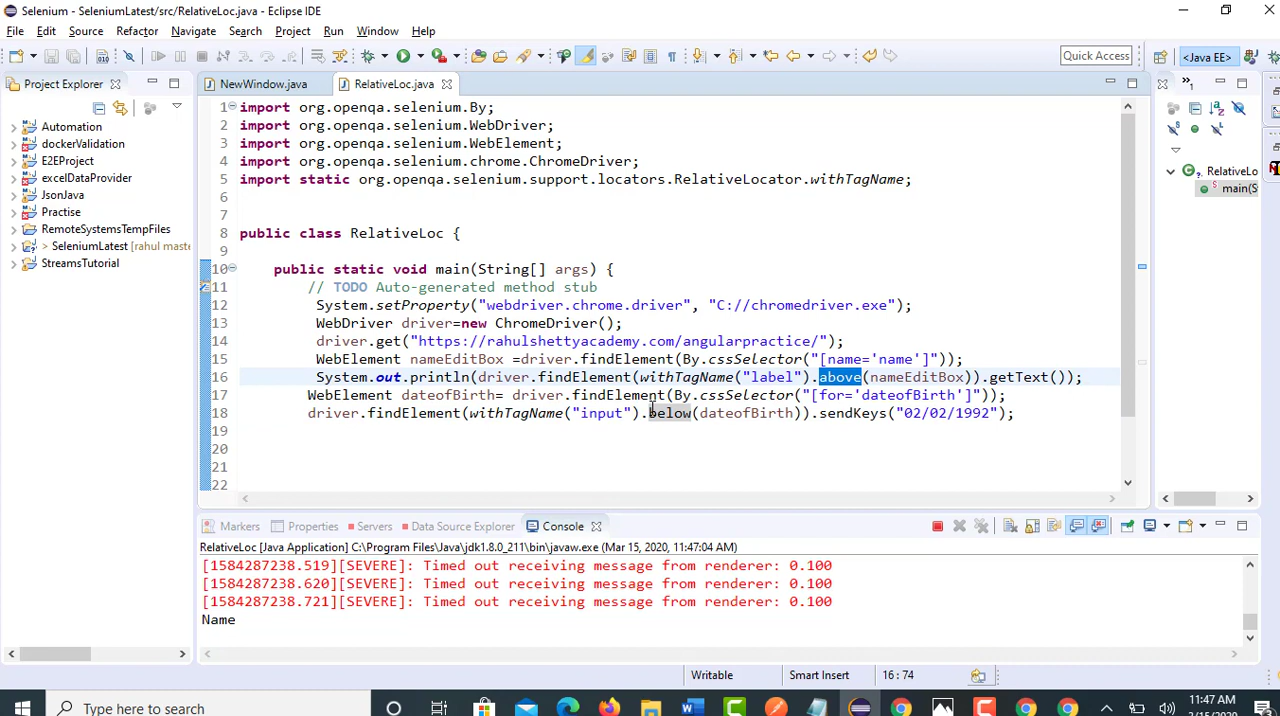 Selenium - SeleniumLatest/src/RelativeLoc.java - Eclipse IDE
File Edit Source Refactor Navigate Search Project Run Window Help
Quick Access
<Java EE>
Project Explorer
NewWindow.java
RelativeLoc.java
Automation
dockerValidation
E2EProject
excelDataProvider
JsonJava
Practise
RemoteSystemsTempFiles
> SeleniumLatest [rahul maste
StreamsTutorial
1 import org.openqa.selenium.By;
2 import org.openqa.selenium.WebDriver;
3 import org.openqa.selenium.WebElement;
4 import org.openqa.selenium.chrome.ChromeDriver;
5 import static org.openqa.selenium.support.locators.RelativeLocator.withTagName;
6
7
8 public class RelativeLoc {
9
10 public static void main(String[] args) {
11 // TODO Auto-generated method stub
12 System.setProperty("webdriver.chrome.driver", "C://chromedriver.exe");
13 WebDriver driver=new ChromeDriver();
14 driver.get("https://rahulshettyacademy.com/angularpractice/");
15 WebElement nameEditBox =driver.findElement(By.cssSelector("[name='name']"));
16 System.out.println(driver.findElement(withTagName("label").above(nameEditBox)).getText());
17 WebElement dateofBirth= driver.findElement(By.cssSelector("[for='dateofBirth']"));
18 driver.findElement(withTagName("input").below(dateofBirth)).sendKeys("02/02/1992");
19
20
21
22
RelativeLo
main(S
Markers
Properties
Servers
Data Source Explorer
Console
RelativeLoc [Java Application] C:\Program Files\Java\jdk1.8.0_211\bin\javaw.exe (Mar 15, 2020, 11:47:04 AM)
[1584287238.519][SEVERE]: Timed out receiving message from renderer: 0.100
[1584287238.620][SEVERE]: Timed out receiving message from renderer: 0.100
[1584287238.721][SEVERE]: Timed out receiving message from renderer: 0.100
Name
Writable
Smart Insert
16 : 74
Type here to search
11:47 AM